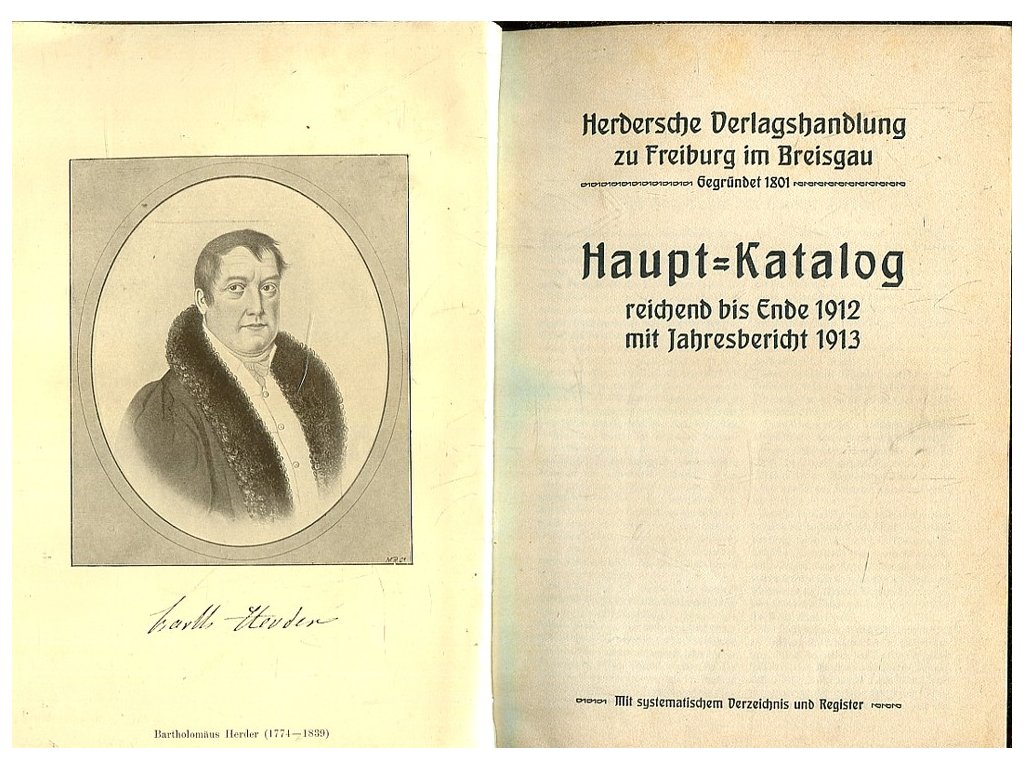 Barth Herder
Bartholomäus Herder (1774—1839)
Herdersche Verlagshandlung
zu Freiburg im Breisgau
Gegründet 1801
Haupt=Katalog
reichend bis Ende 1912
mit Jahresbericht 1913
Mit systematischem Verzeichnis und Register